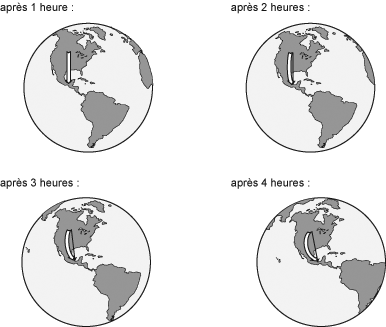 après 1 heure :
après 2 heures :
après 3 heures :
après 4 heures :